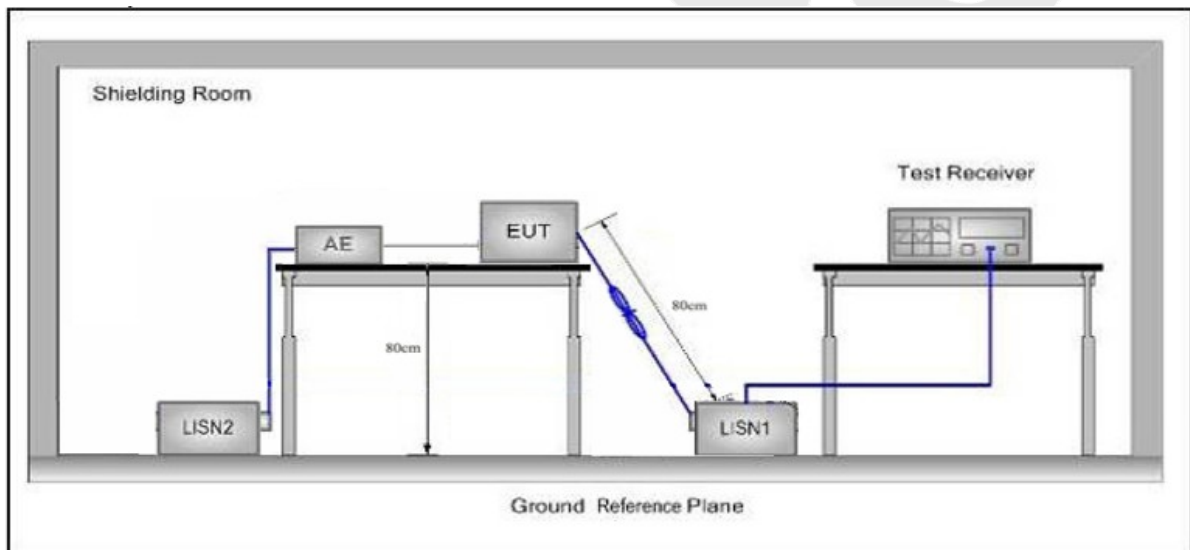 Shielding Room
Test Receiver
EUT
AE
80cm
80cm
LISN2
LISN1
Ground Reference Plane